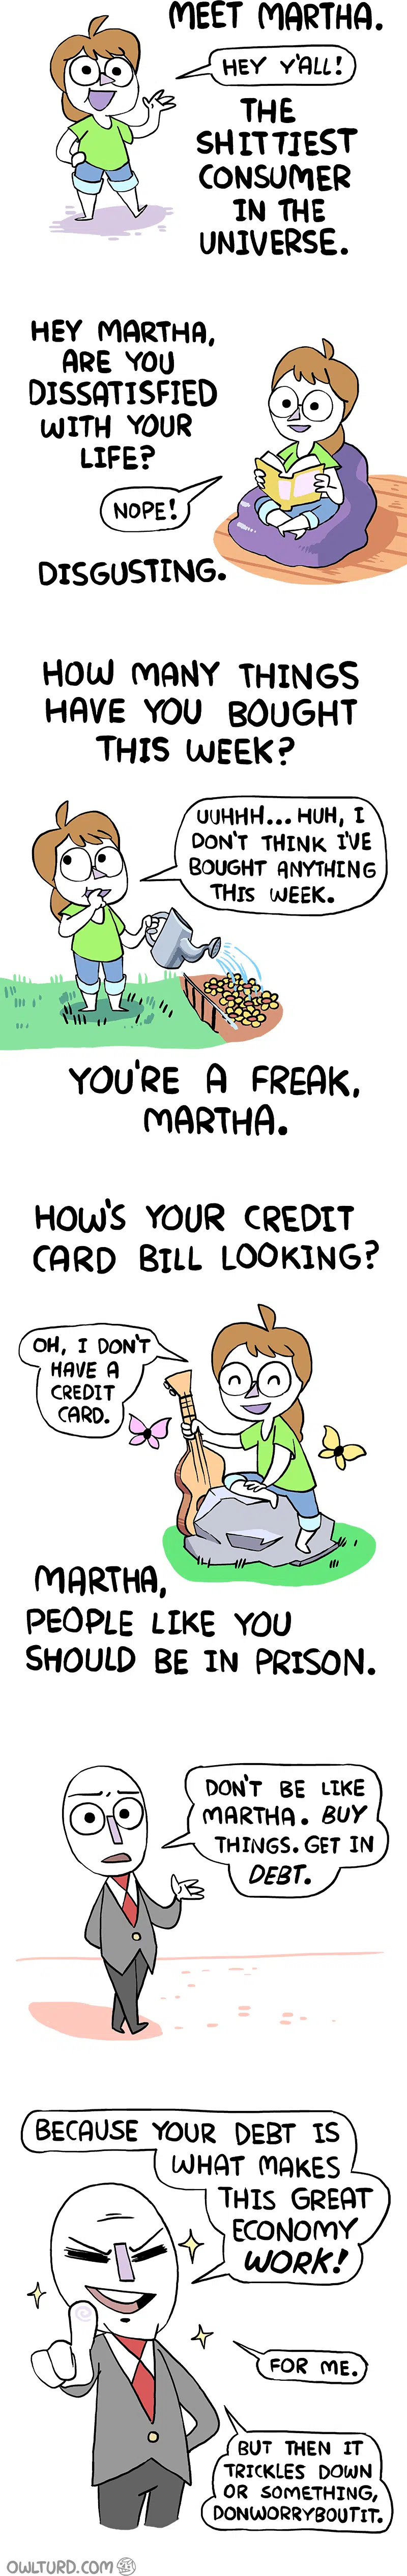 MEET MARTHA.
HEY Y'ALL!
THE
SHITTIEST
CONSUMER
IN THE
UNIVERSE.
HEY MARTHA,
ARE YOU
DISSATISFIED
WITH YOUR
LIFE?
NOPE!
DISGUSTING.
HOW MANY THINGS
HAVE YOU BOUGHT
THIS WEEK?
UUHHH... HUH, I
DON'T THINK I'VE
BOUGHT ANYTHING
THIS WEEK.
YOU'RE A FREAK,
MARTHA.
HOW'S YOUR CREDIT
CARD BILL LOOKING?
OH, I DON'T
HAVE A
CREDIT
CARD.
MARTHA,
PEOPLE LIKE YOU
SHOULD BE IN PRISON.
DON'T BE LIKE
MARTHA. BUY
THINGS. GET IN
DEBT.
BECAUSE YOUR DEBT IS
WHAT MAKES
THIS GREAT
ECONOMY
WORK!
FOR ME.
BUT THEN IT
TRICKLES DOWN
OR SOMETHING,
DONWORRYBOUTIT.
OWLTURD.COM